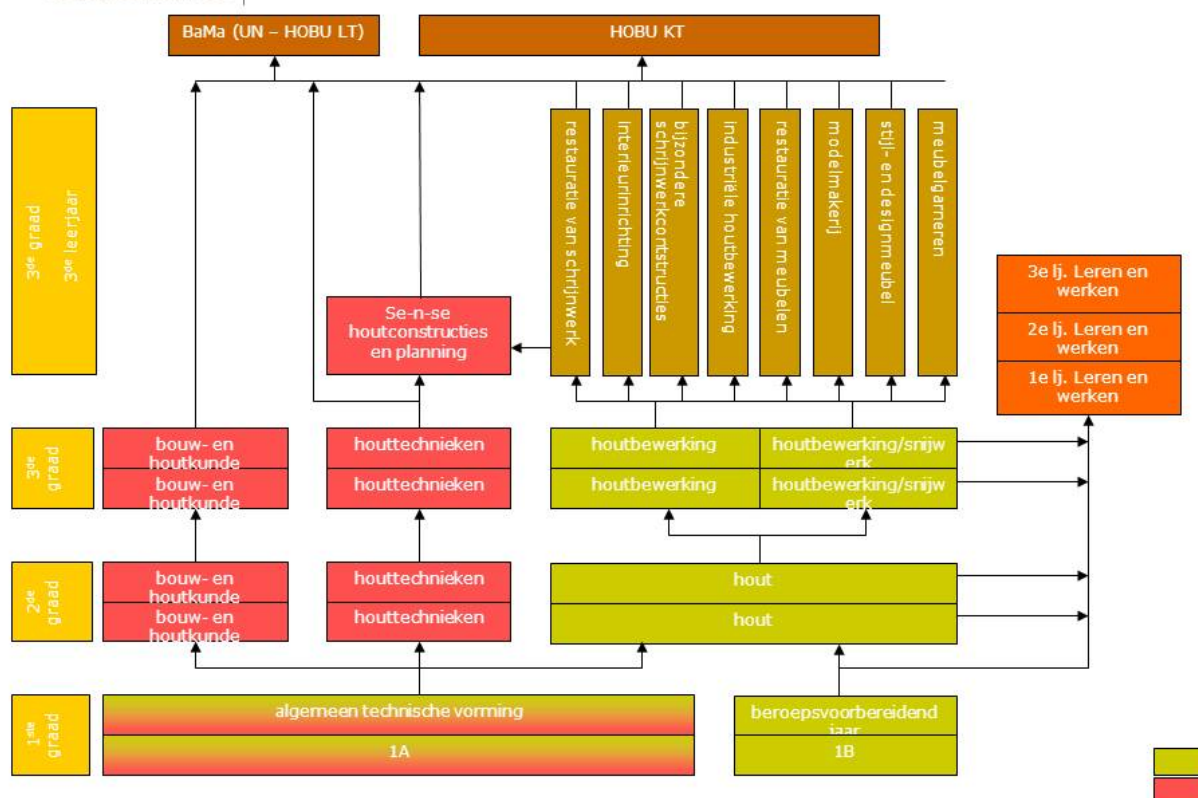 BaMa (UN – HOBU LT)
HOBU KT
3de graad
3de leerjaar
restauratie van schrijnwerk
interieurinrichting
bijzondere
schrijnwerkcontstructies
industriële houtbewerking
restauratie van meubelen
modelmakerij
stijl- en designmeubel
meubelgarneren
Se-n-se
houtconstructies
en planning
3e lj. Leren en
werken
2e lj. Leren en
werken
1e lj. Leren en
werken
3de
graad
bouw- en
houtkunde
bouw- en
houtkunde
houttechnieken
houttechnieken
houtbewerking
houtbewerking/snijw
erk
houtbewerking
houtbewerking/snijw
erk
2de
graad
bouw- en
houtkunde
bouw- en
houtkunde
houttechnieken
houttechnieken
hout
hout
1ste
graad
algemeen technische vorming
1A
beroepsvoorbereidend
jaar
1B